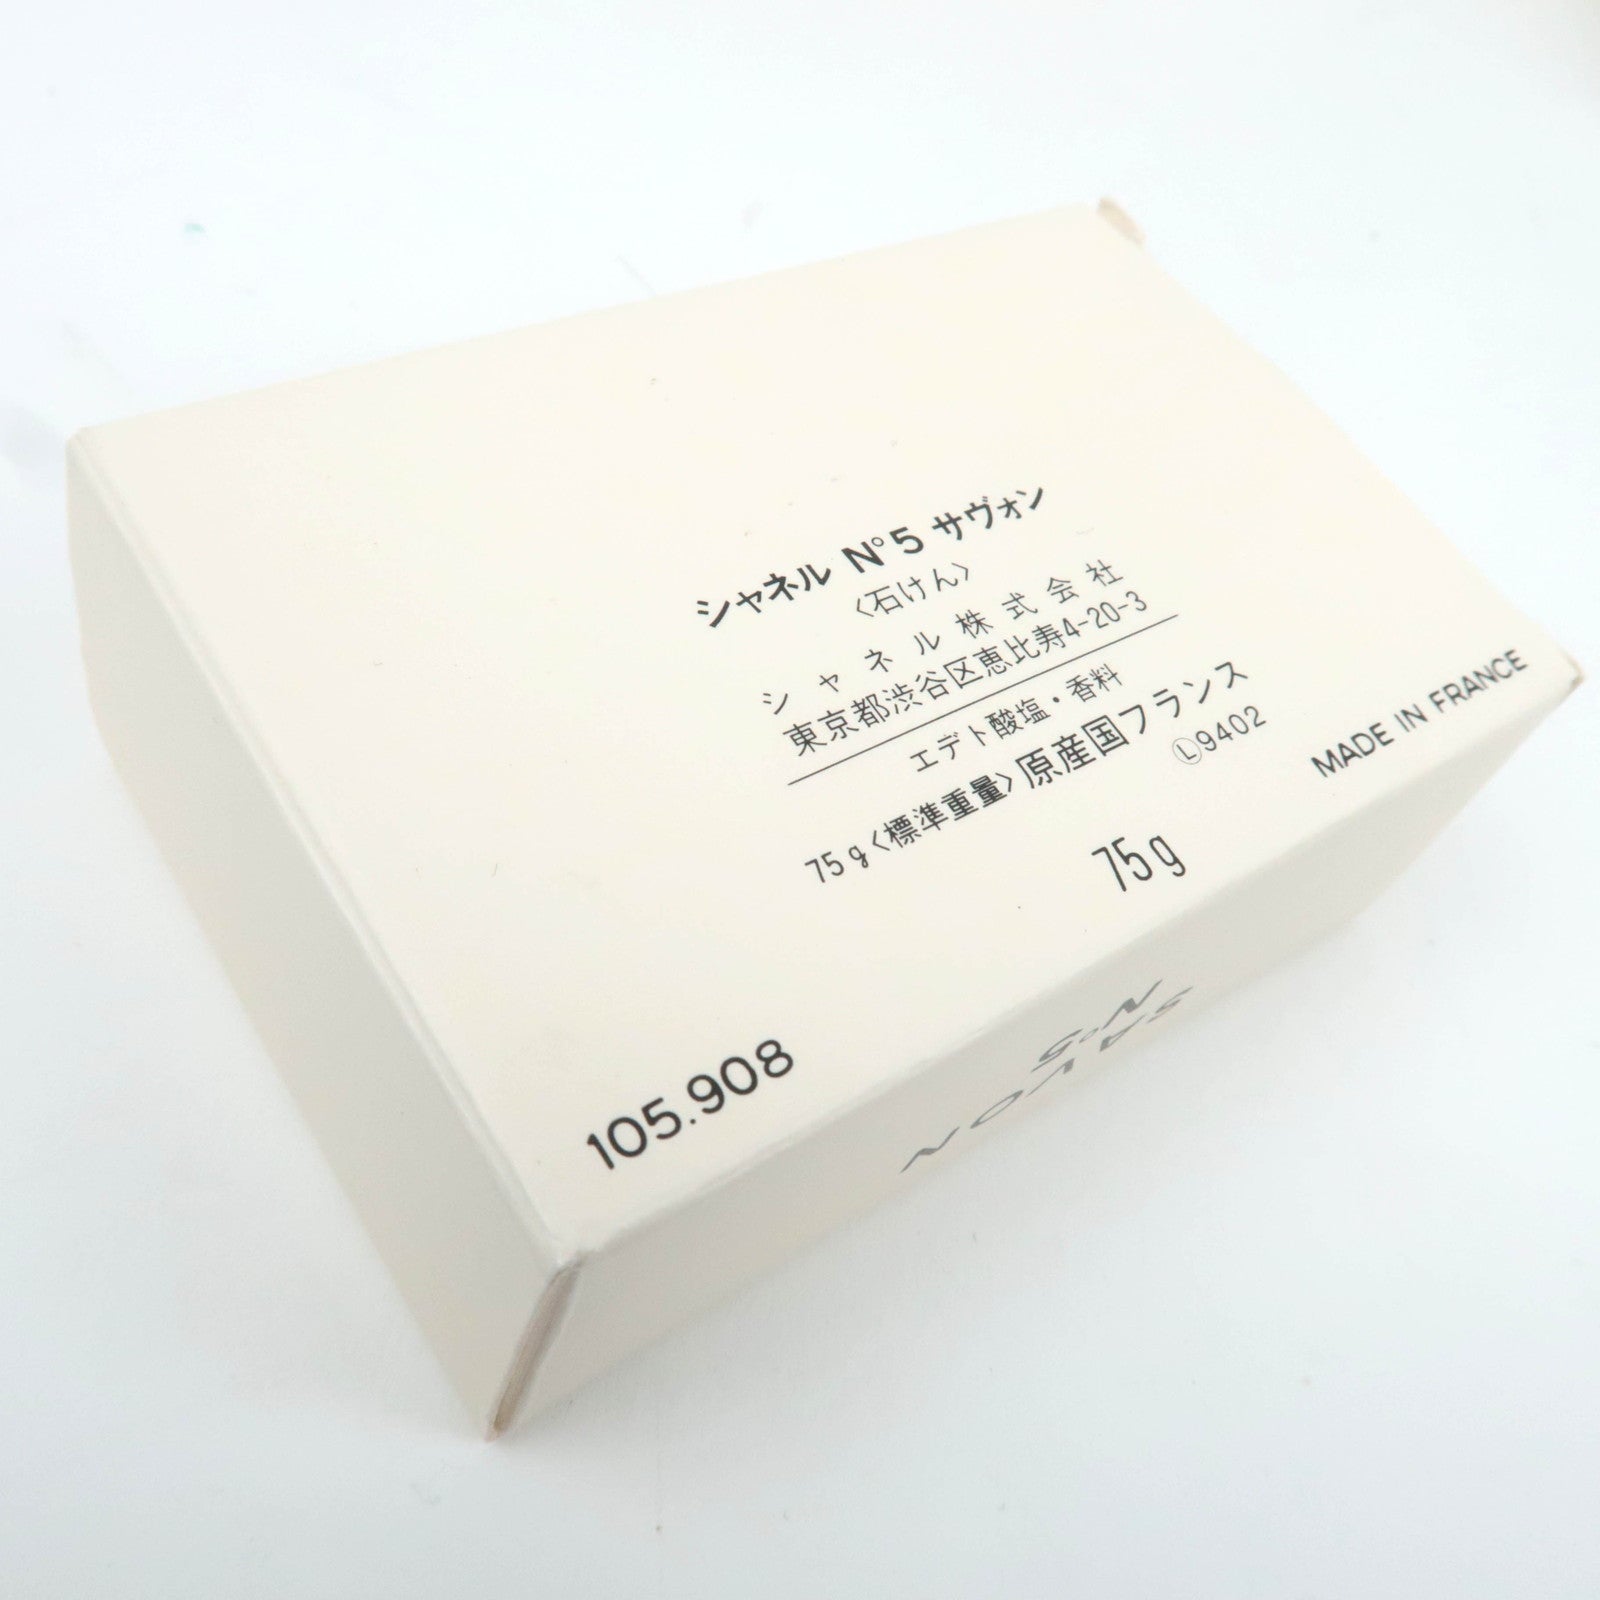 シャネル N°5 サヴォン
〈石けん〉
シャネル株式会社
東京都渋谷区恵比寿4-20-3
エデト酸塩・香料
75g〈標準重量〉原産国フランス
Ⓛ9402
75g
MADE IN FRANCE
105.908
N°5
SAVON